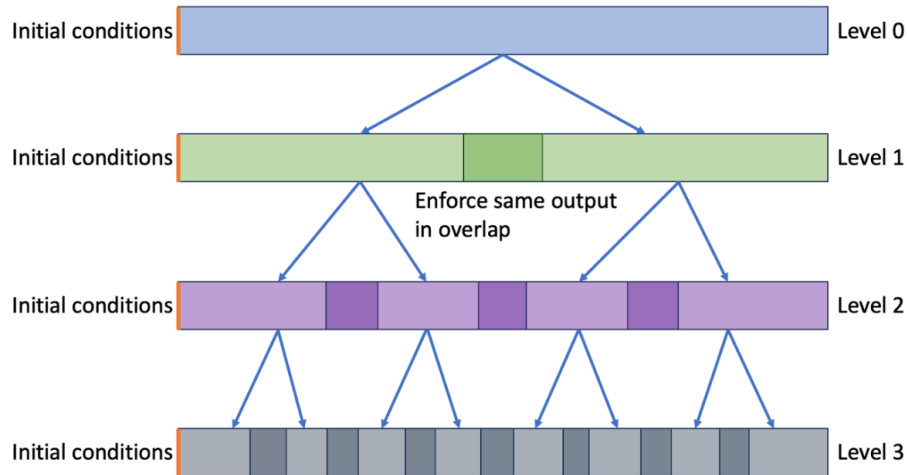 Initial conditions Level 0
Initial conditions Level 1
Enforce same output
in overlap
Initial conditions Level 2
Initial conditions Level 3